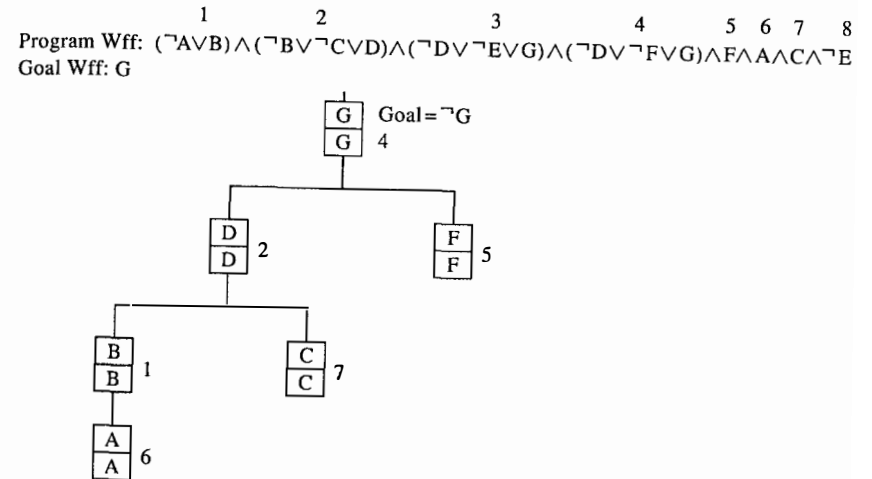 1 2 3 4 5 6 7 8
Program Wff: (¬A∨B)∧(¬B∨¬C∨D)∧(¬D∨¬E∨G)∧(¬D∨¬F∨G)∧F∧A∧C∧¬E
Goal Wff: G
G Goal=¬G
G 4
D F
D 2 F 5
B C
B 1 C 7
A
A 6